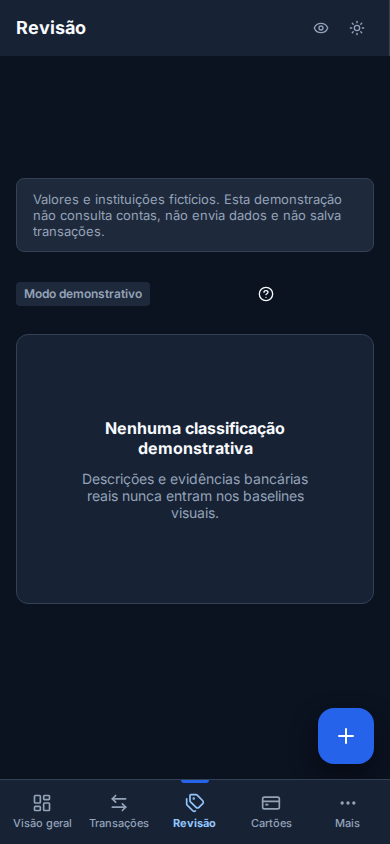 Revisão
Valores e instituições fictícios. Esta demonstração
não consulta contas, não envia dados e não salva
transações.
Modo demonstrativo
Nenhuma classificação
demonstrativa
Descrições e evidências bancárias
reais nunca entram nos baselines
visuais.
Visão geral
Transações
Revisão
Cartões
Mais